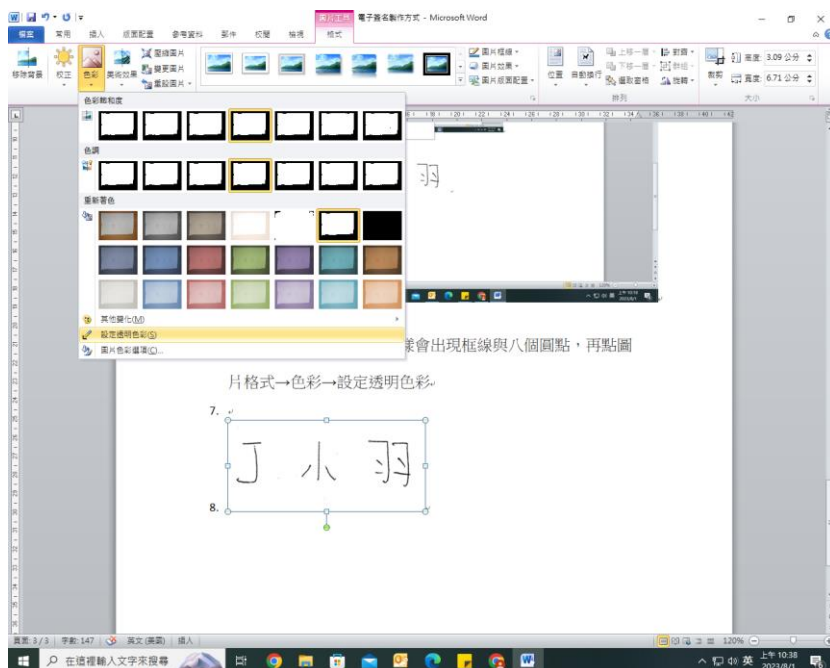 圖片工具
電子簽名製作方式 - Microsoft Word
檔案 常用 插入 版面配置 參考資料 郵件 校閱 檢視 格式
移除背景 校正 色彩 美術效果
壓縮圖片
變更圖片
重設圖片
圖片框線
圖片效果
圖片版面配置
位置 自動換行
上移一層
下移一層
選取窗格
對齊
群組
旋轉
裁剪
高度: 3.09 公分
寬度: 6.71 公分
排列
大小
色彩飽和度
色調
重新著色
其他變化(M)
設定透明色彩(S)
圖片色彩選項(C)...
羽
樣會出現框線與八個圓點,再點圖
片格式→色彩→設定透明色彩
7.
丁 小 羽
8.
頁面: 3/3 字數: 147 英文 (美國) 插入 120%
在這裡輸入文字來搜尋
英
上午 10:38
2023/8/1